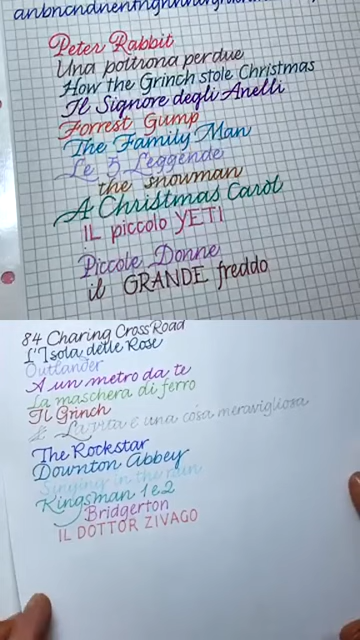 anbncndnentngn
Peter Rabbit
Una poltrona per due
How the Grinch stole Christmas
Il Signore degli Anelli
Forrest Gump
The Family Man
Le 5 Leggende
the snowman
A Christmas Carol
IL piccolo YETI
Piccole Donne
il GRANDE freddo
84 Charing Cross Road
L'Isola delle Rose
Outlander
A un metro da te
La maschera di ferro
Il Grinch
La vita è una cosa meravigliosa
The Rockstar
Downton Abbey
Singing in the rain
Kingsman 1 e 2
Bridgerton
IL DOTTOR ZIVAGO